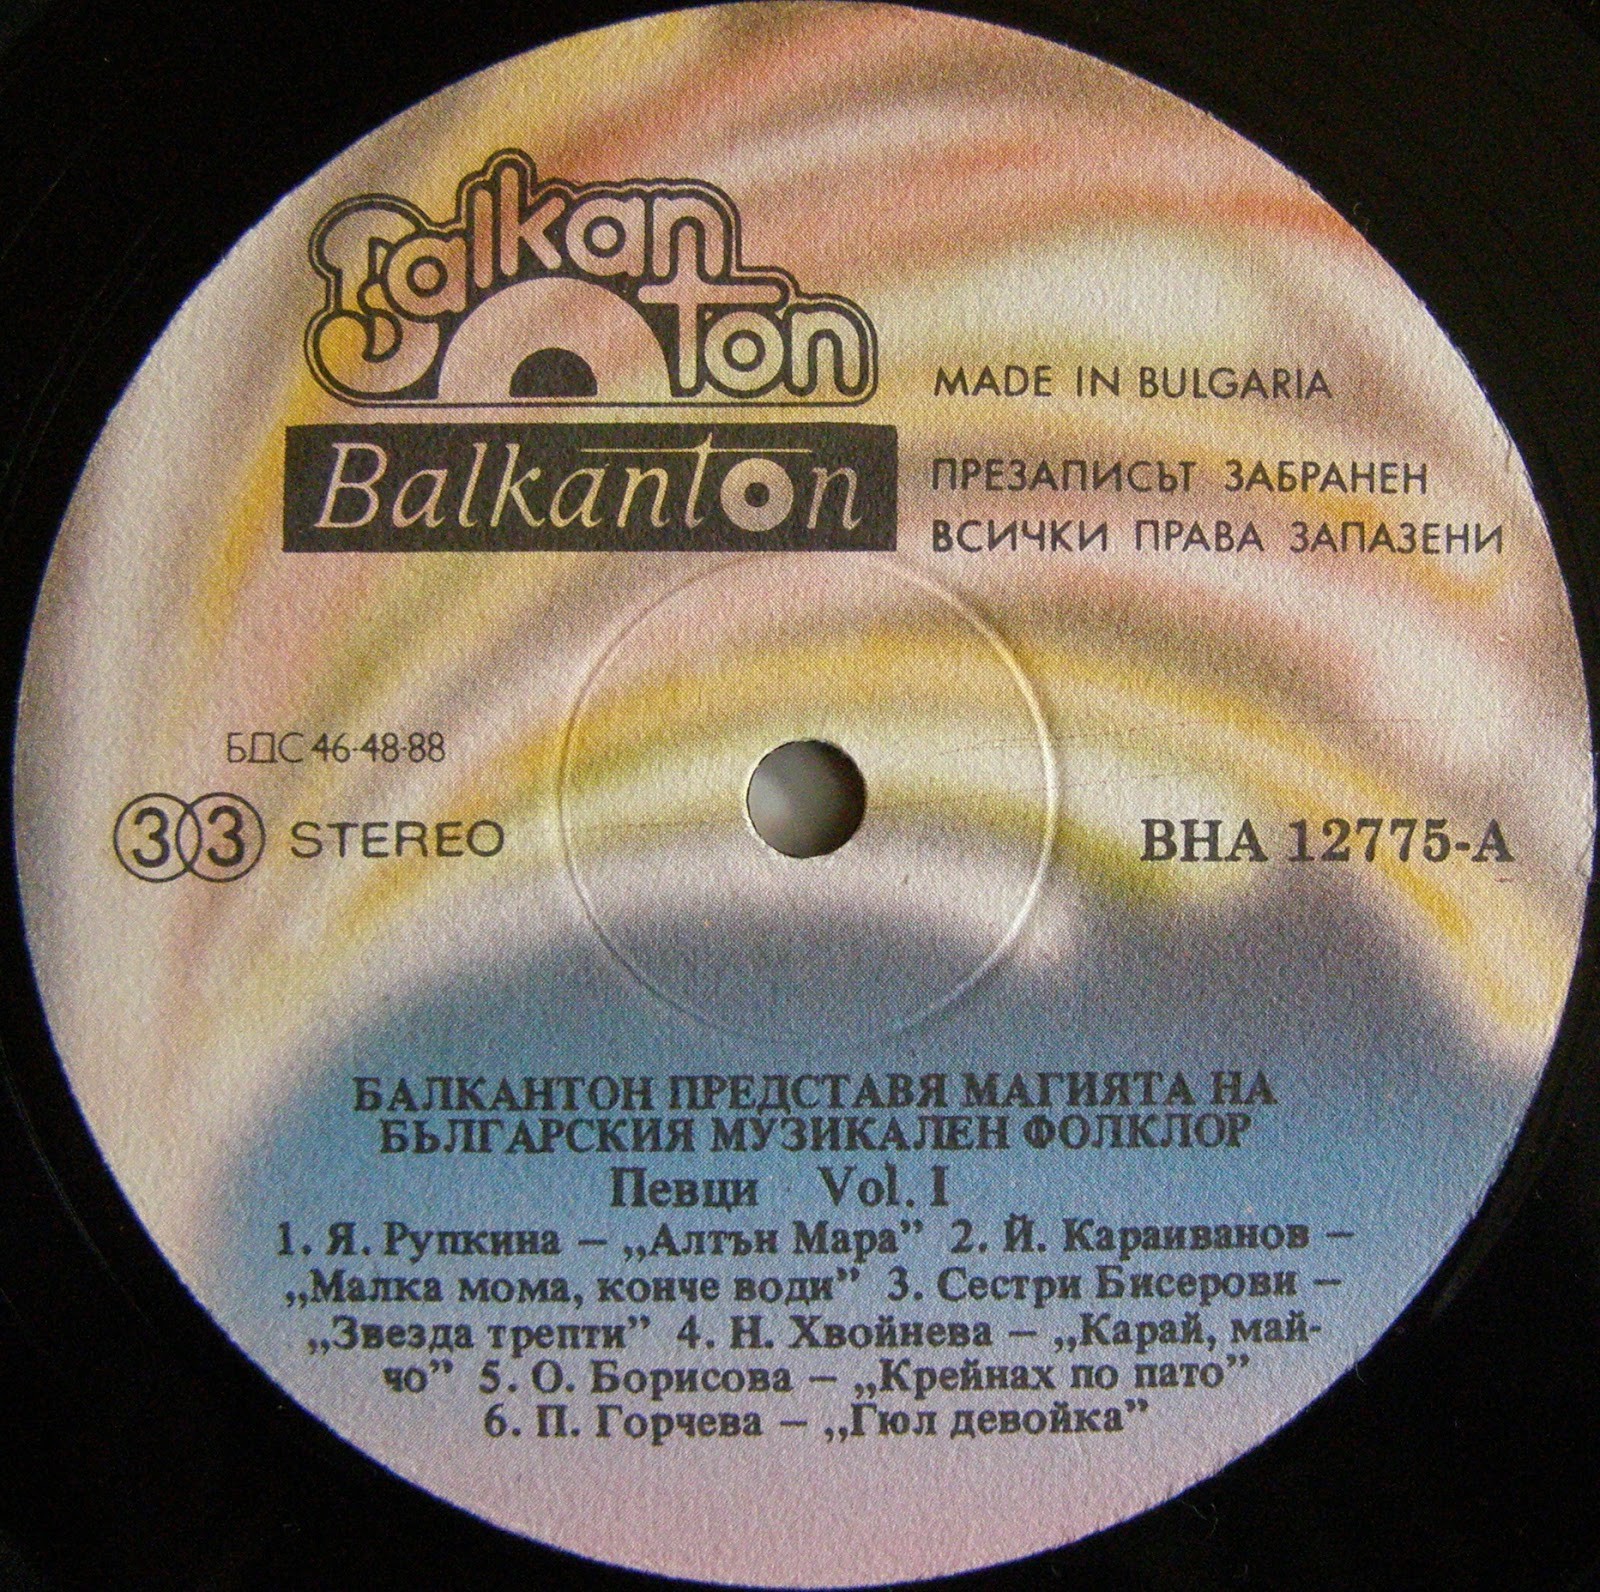 Balkan
ton
Balkanton
MADE IN BULGARIA
ПРЕЗАПИСЪТ ЗАБРАНЕН
ВСИЧКИ ПРАВА ЗАПАЗЕНИ
БДС 46-48-88
33 STEREO
ВНА 12775-А
БАЛКАНТОН ПРЕДСТАВЯ МАГИЯТА НА
БЪЛГАРСКИЯ МУЗИКАЛЕН ФОЛКЛОР
Певци Vol. I
1. Я. Рупкина – „Алтън Мара” 2. Й. Караиванов –
„Малка мома, конче води” 3. Сестри Бисерови –
„Звезда трепти” 4. Н. Хвойнева – „Карай, май-
чо” 5. О. Борисова – „Крейнах по пато”
6. П. Горчева – „Гюл девойка”